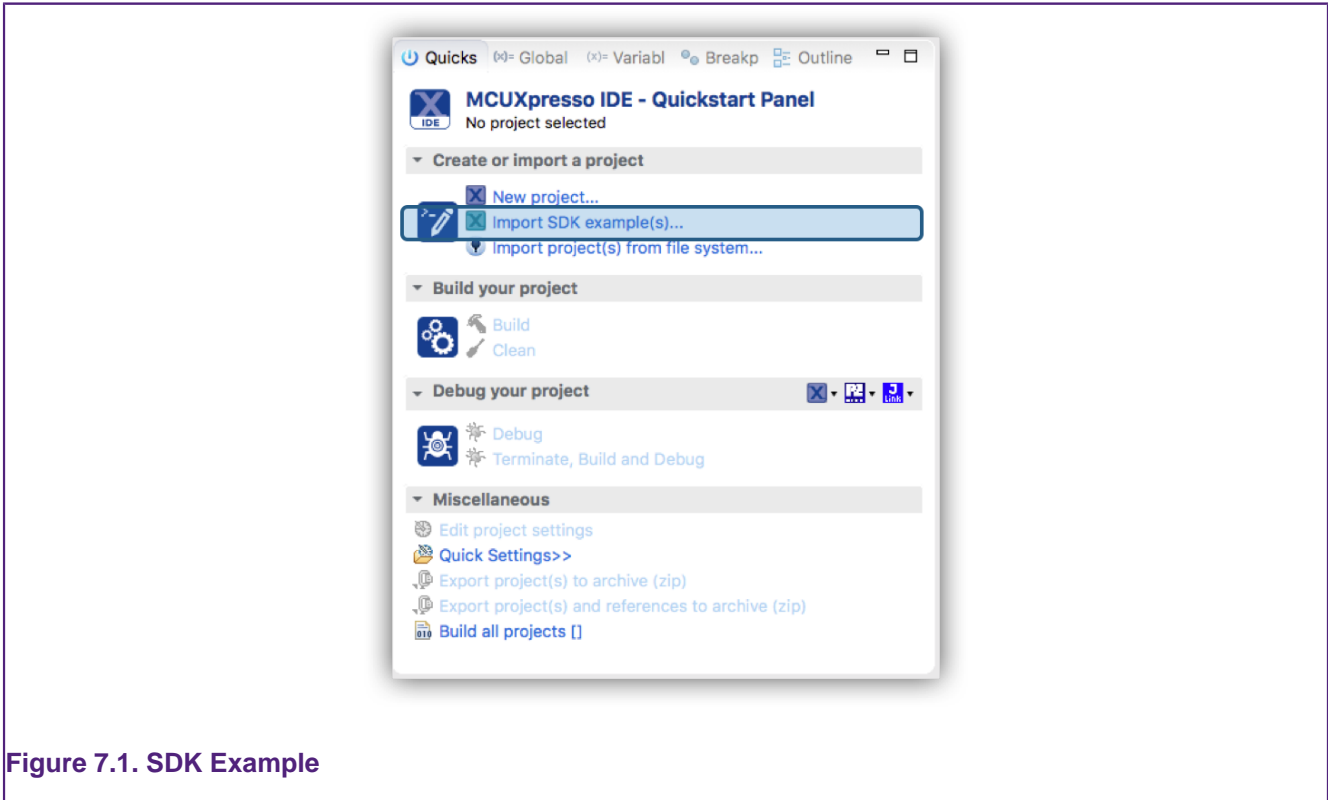 Quicks (x)= Global (x)= Variabl Breakp Outline
MCUXpresso IDE - Quickstart Panel
IDE No project selected
Create or import a project
New project...
Import SDK example(s)...
Import project(s) from file system...
Build your project
Build
Clean
Debug your project
Link
Debug
Terminate, Build and Debug
Miscellaneous
Edit project settings
Quick Settings>>
Export project(s) to archive (zip)
Export project(s) and references to archive (zip)
010 Build all projects []
Figure 7.1. SDK Example